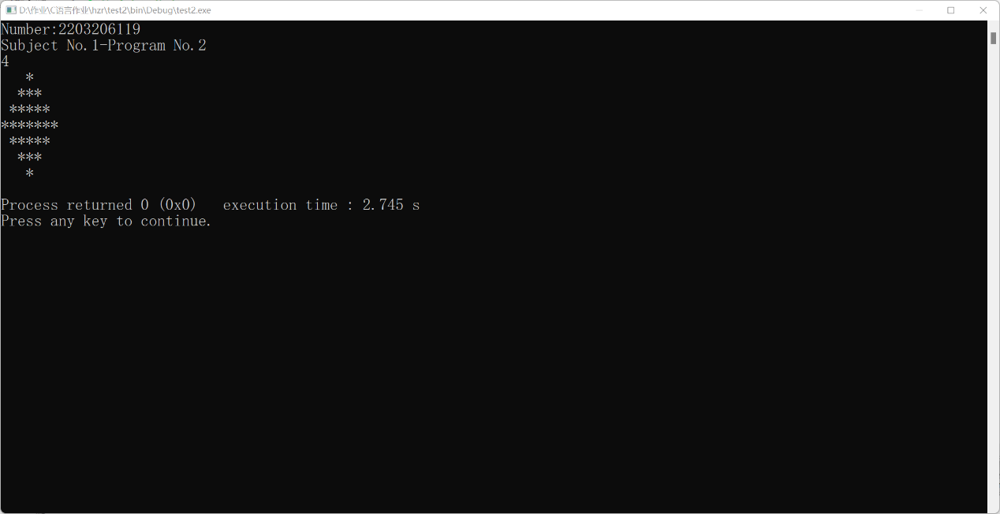 D:\作业\C语言作业\hzr\test2\bin\Debug\test2.exe
Number:2203206119
Subject No.1-Program No.2
4
   *
  ***
 *****
*******
 *****
  ***
   *

Process returned 0 (0x0)   execution time : 2.745 s
Press any key to continue.